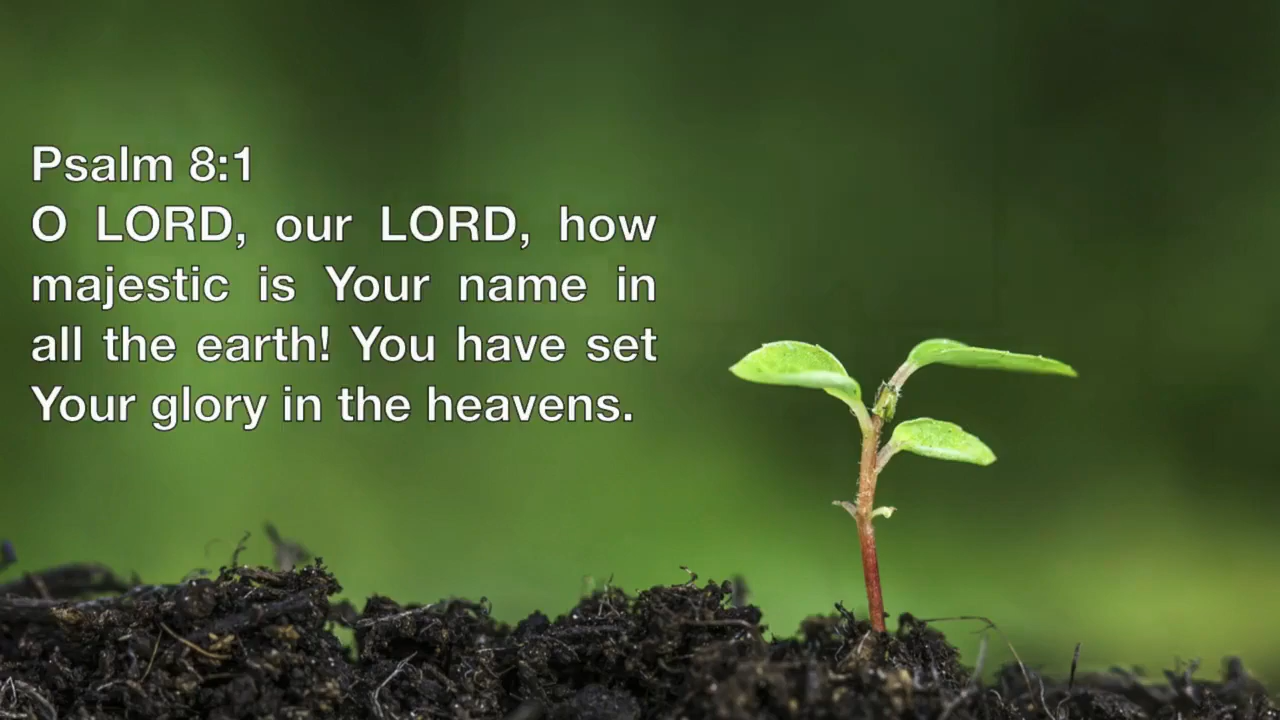 Psalm 8:1
O LORD, our LORD, how
majestic is Your name in
all the earth! You have set
Your glory in the heavens.